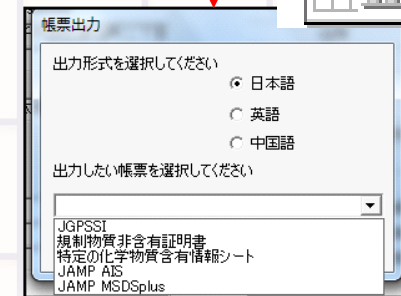 帳票出力
出力形式を選択してください
日本語
英語
中国語
出力したい帳票を選択してください
JGPSSI
規制物質非含有証明書
特定の化学物質含有情報シート
JAMP AIS
JAMP MSDSplus